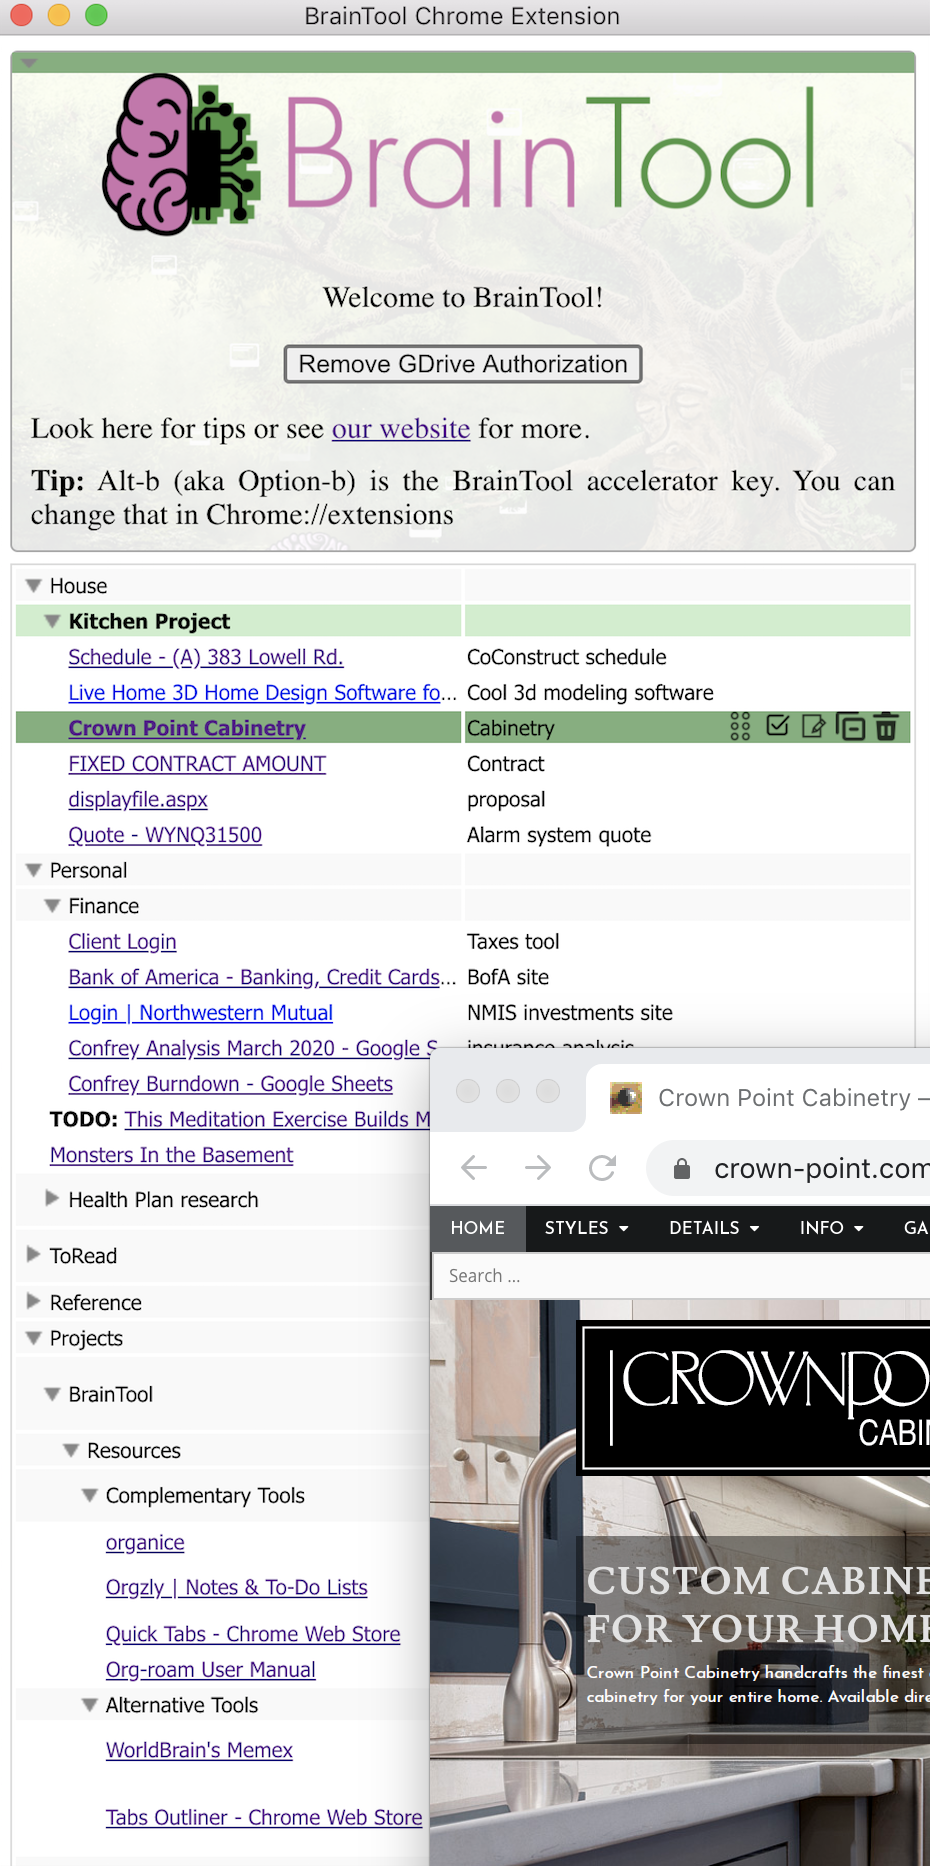 BrainTool Chrome Extension
BrainTool
Welcome to BrainTool!
Remove GDrive Authorization
Look here for tips or see our website for more.
Tip: Alt-b (aka Option-b) is the BrainTool accelerator key. You can
change that in Chrome://extensions
House
Kitchen Project
Schedule - (A) 383 Lowell Rd. CoConstruct schedule
Live Home 3D Home Design Software fo... Cool 3d modeling software
Crown Point Cabinetry Cabinetry
FIXED CONTRACT AMOUNT Contract
displayfile.aspx proposal
Quote - WYNQ31500 Alarm system quote
Personal
Finance
Client Login Taxes tool
Bank of America - Banking, Credit Cards... BofA site
Login | Northwestern Mutual NMIS investments site
Confrey Analysis March 2020 - Google S insurance analysis
Confrey Burndown - Google Sheets
TODO: This Meditation Exercise Builds M
Monsters In the Basement
Health Plan research
ToRead
Reference
Projects
BrainTool
Resources
Complementary Tools
organice
Orgzly | Notes & To-Do Lists
Quick Tabs - Chrome Web Store
Org-roam User Manual
Alternative Tools
WorldBrain's Memex
Tabs Outliner - Chrome Web Store
Crown Point Cabinetry –
crown-point.com
HOME STYLES DETAILS INFO GA
Search ...
CROWNPO
CABIN
CUSTOM CABINE
FOR YOUR HOME
Crown Point Cabinetry handcrafts the finest
cabinetry for your entire home. Available dire